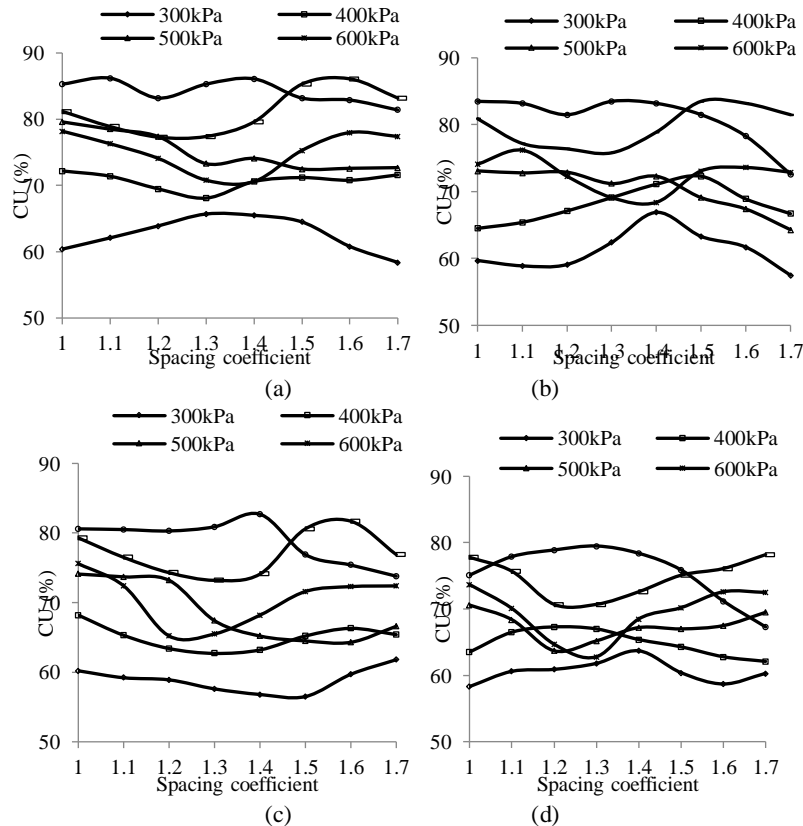 300kPa 400kPa
500kPa 600kPa
90
80
70
60
50
CU (%)
1 1.1 1.2 1.3 1.4 1.5 1.6 1.7
Spacing coefficient
(a)
300kPa 400kPa
500kPa 600kPa
90
80
70
60
50
CU (%)
1 1.1 1.2 1.3 1.4 1.5 1.6 1.7
Spacing coefficient
(b)
300kPa 400kPa
500kPa 600kPa
90
80
70
60
50
CU (%)
1 1.1 1.2 1.3 1.4 1.5 1.6 1.7
Spacing coefficient
(c)
300kPa 400kPa
500kPa 600kPa
90
80
70
60
50
CU (%)
1 1.1 1.2 1.3 1.4 1.5 1.6 1.7
Spacing coefficient
(d)